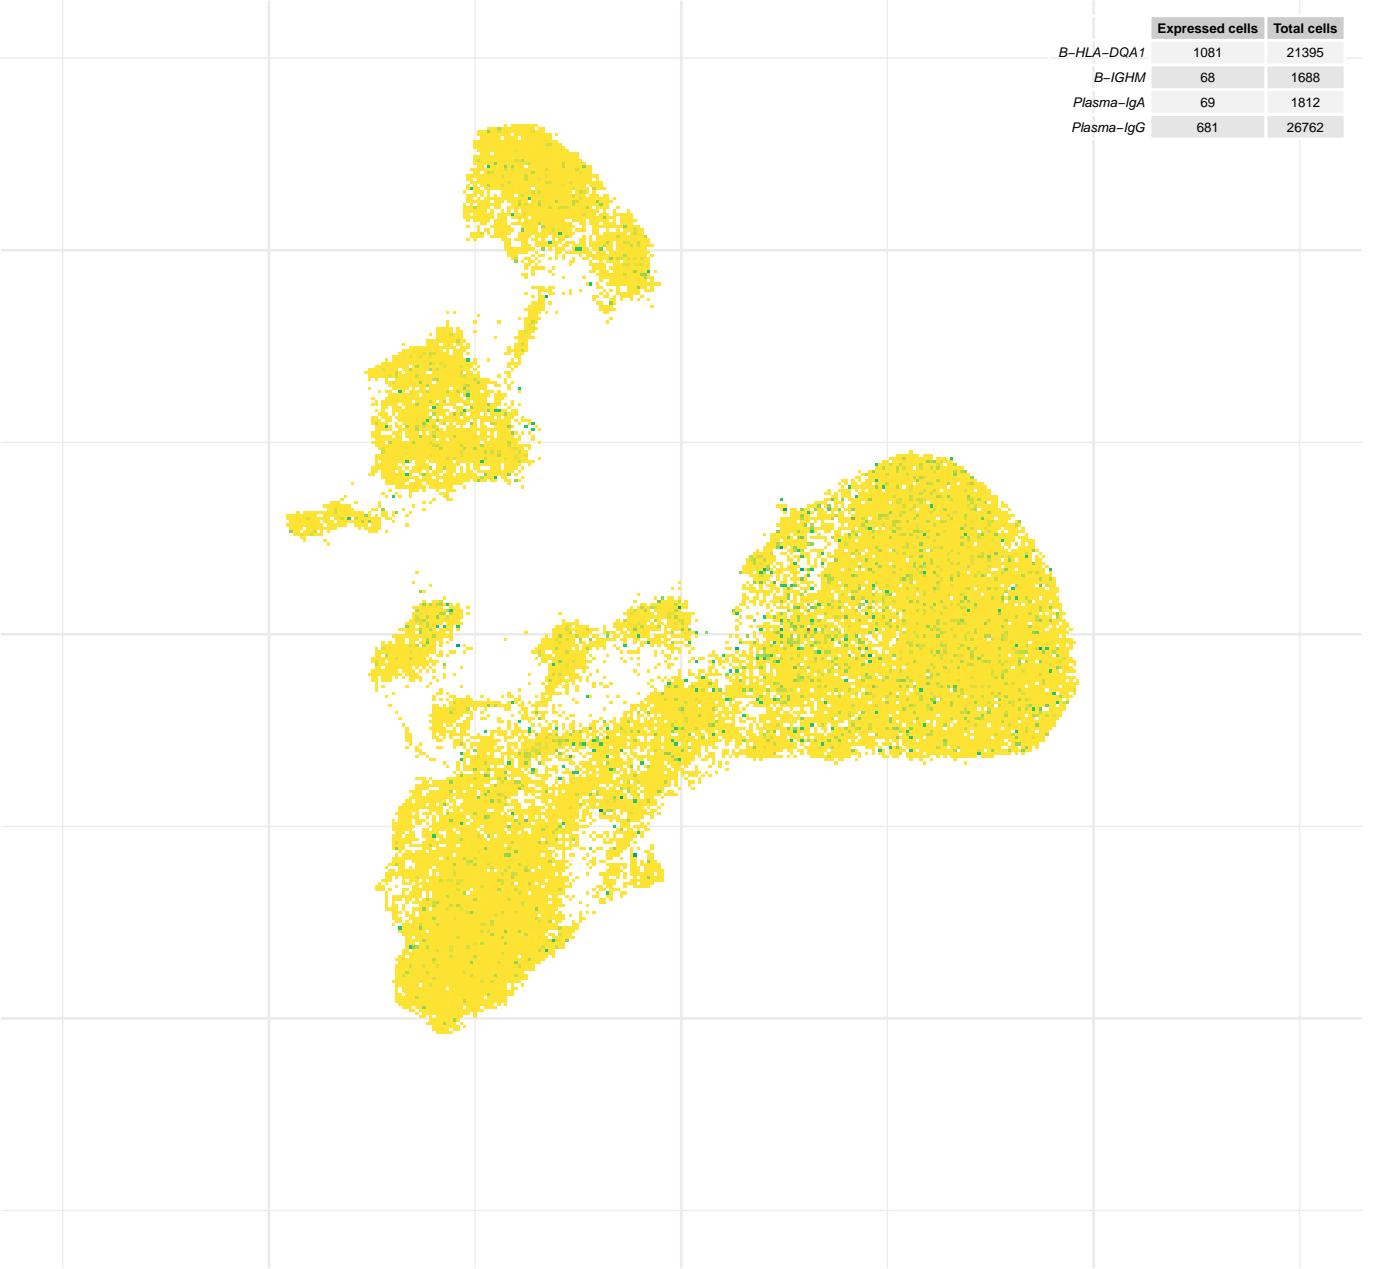 Expressed cells Total cells
B−HLA−DQA1 1081 21395
B−IGHM 68 1688
Plasma−IgA 69 1812
Plasma−IgG 681 26762